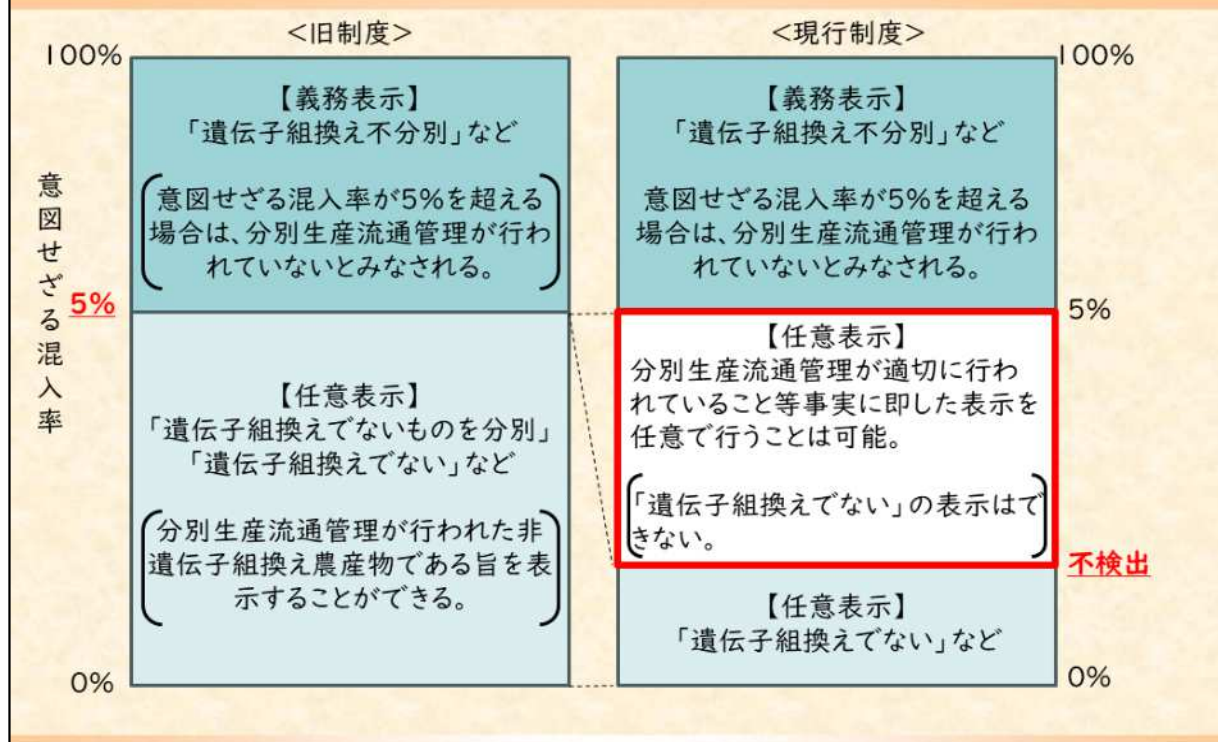 <旧制度>
100%
【義務表示】
「遺伝子組換え不分別」など
意図せざる混入率が5%を超える
場合は、分別生産流通管理が行わ
れていないとみなされる。
意図せざる混入率
5%
【任意表示】
「遺伝子組換えでないものを分別」
「遺伝子組換えでない」など
分別生産流通管理が行われた非
遺伝子組換え農産物である旨を表
示することができる。
0%
<現行制度>
100%
【義務表示】
「遺伝子組換え不分別」など
意図せざる混入率が5%を超える
場合は、分別生産流通管理が行わ
れていないとみなされる。
5%
【任意表示】
分別生産流通管理が適切に行わ
れていること等事実に即した表示を
任意で行うことは可能。
「遺伝子組換えでない」の表示はで
きない。
不検出
【任意表示】
「遺伝子組換えでない」など
0%